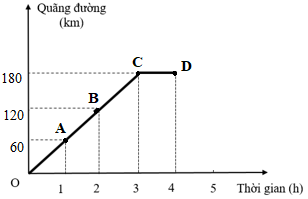 Quãng đường
(km)
180
C
D
120
B
60
A
O
1
2
3
4
5
Thời gian (h)